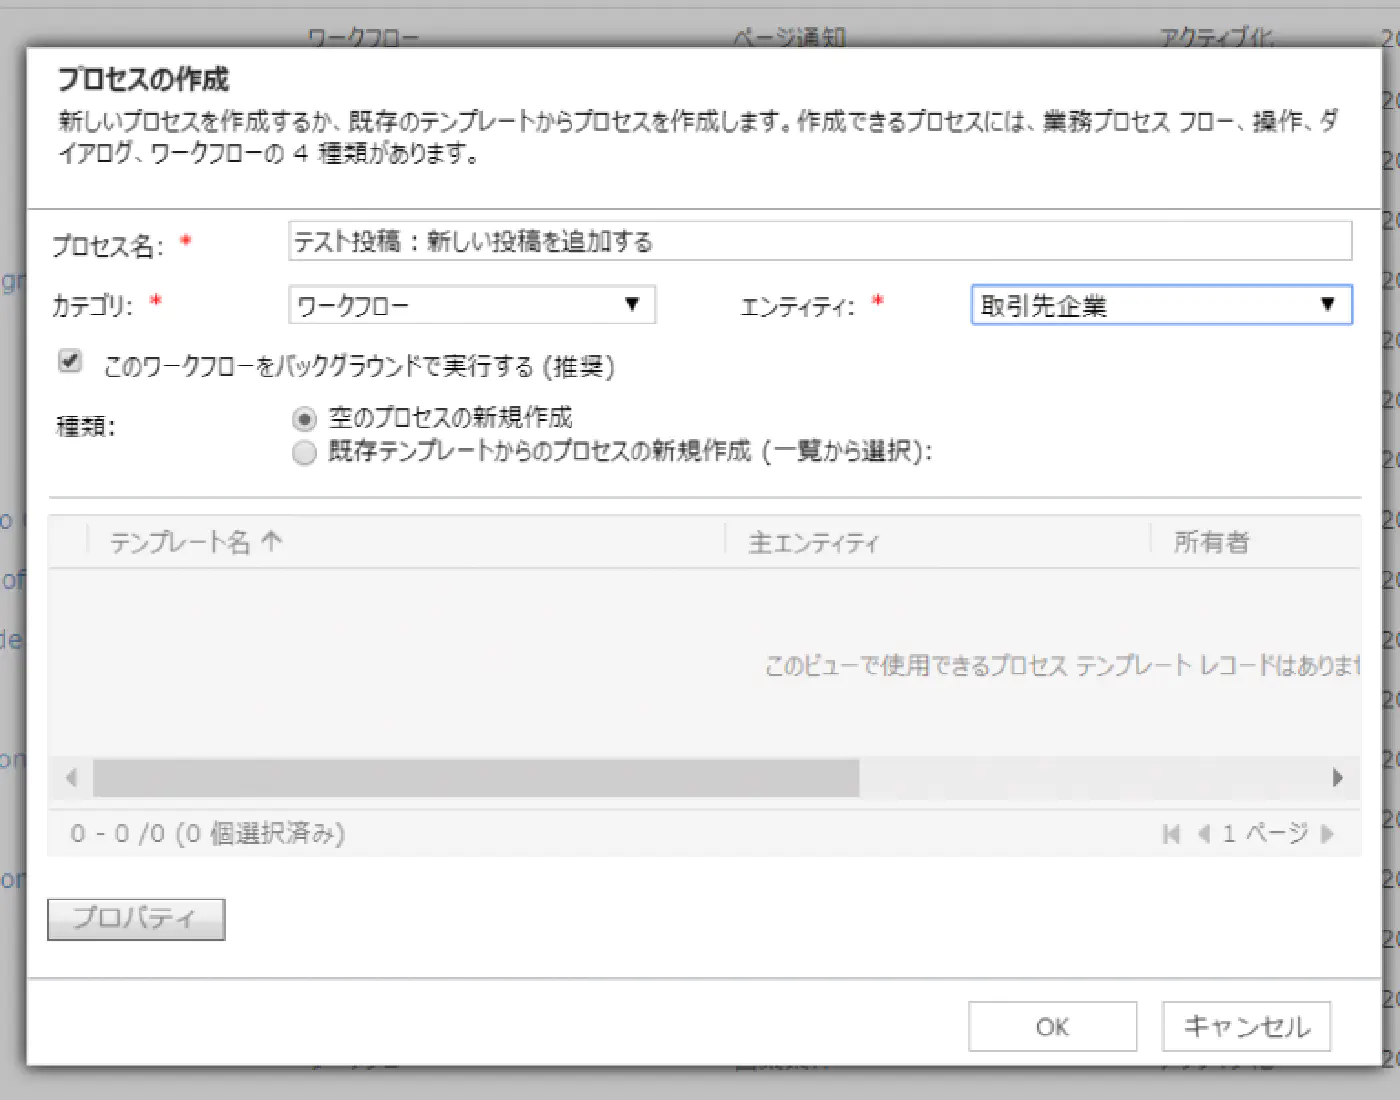 ワークフロー ページ通知 アクティブ化
プロセスの作成
新しいプロセスを作成するか、既存のテンプレートからプロセスを作成します。作成できるプロセスには、業務プロセス フロー、操作、ダ
イアログ、ワークフローの 4 種類があります。
プロセス名: * テスト投稿：新しい投稿を追加する
カテゴリ: * ワークフロー ▼ エンティティ: * 取引先企業 ▼
このワークフローをバックグラウンドで実行する (推奨)
種類: 空のプロセスの新規作成
既存テンプレートからのプロセスの新規作成 (一覧から選択):
テンプレート名 ↑ 主エンティティ 所有者
このビューで使用できるプロセス テンプレート レコードはありませ
0 - 0 /0 (0 個選択済み) 1 ページ
プロパティ
OK キャンセル